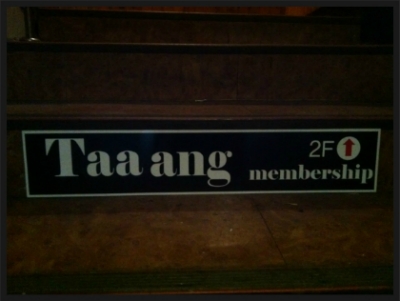 Taa ang
2F
membership